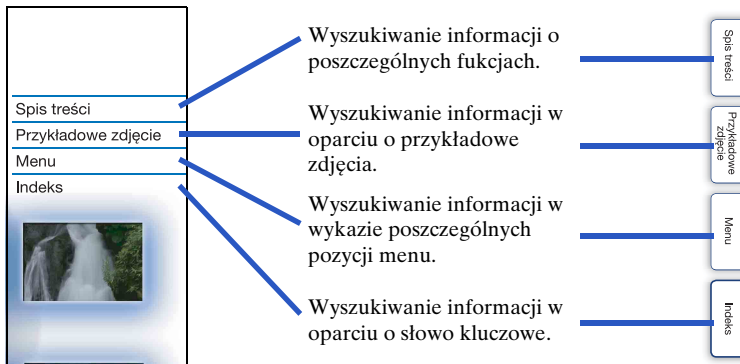 Spis treści
Przykładowe zdjęcie
Menu
Indeks
Wyszukiwanie informacji o
poszczególnych fukcjach.
Wyszukiwanie informacji w
oparciu o przykładowe
zdjęcia.
Wyszukiwanie informacji w
wykazie poszczególnych
pozycji menu.
Wyszukiwanie informacji w
oparciu o słowo kluczowe.
Spis treści
Przykładowe
zdjęcie
Menu
Indeks